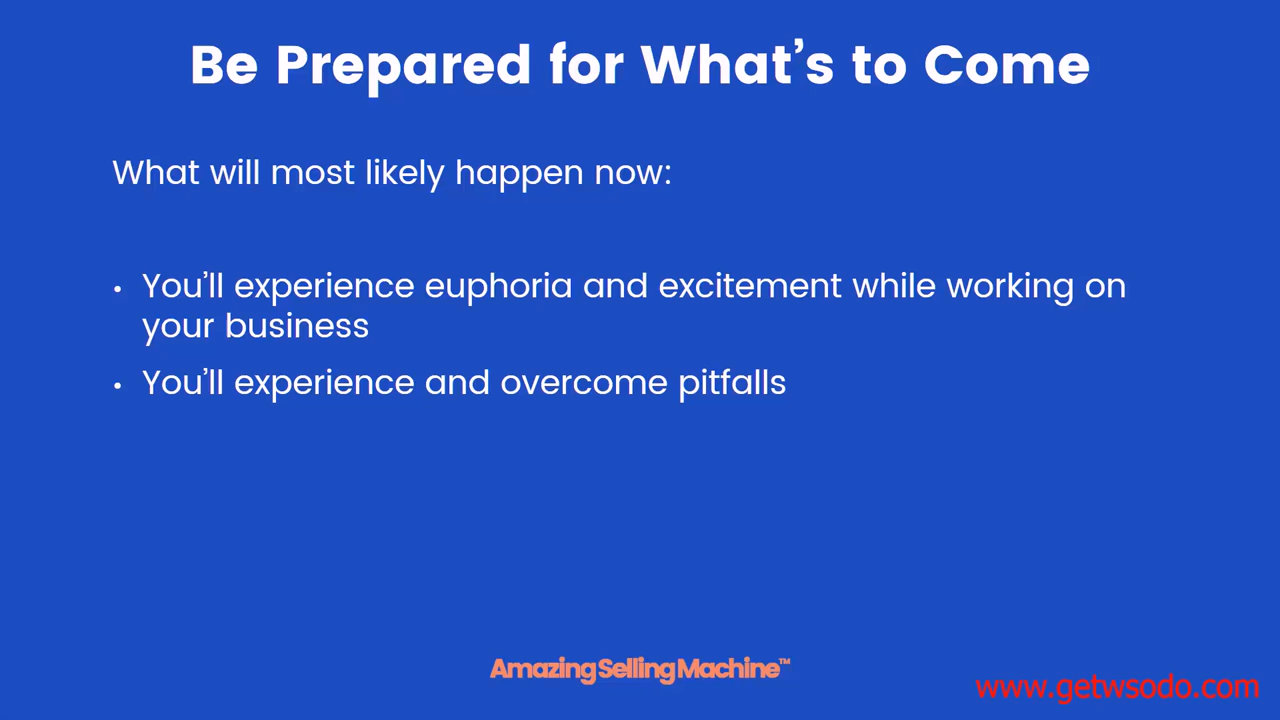 Be Prepared for What’s to Come
What will most likely happen now:
• You’ll experience euphoria and excitement while working on
your business
• You’ll experience and overcome pitfalls
AmazingSellingMachine™
www.getwsodo.com